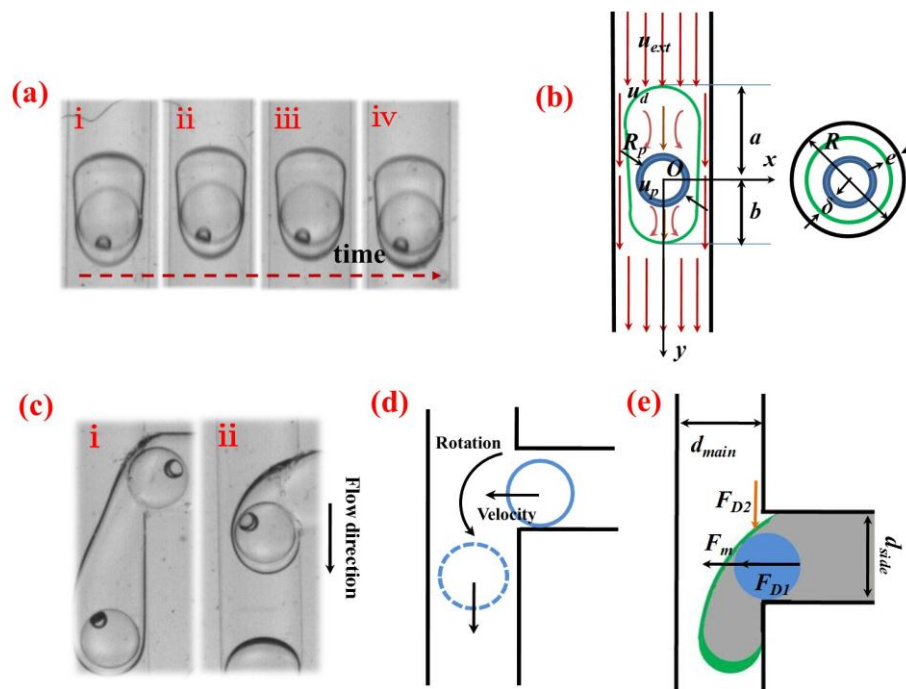 (a)
i
ii
iii
iv
time
(b)
u_ext
u_d
R_p
O
x
u_p
a
b
y
R
e
δ
(c)
i
ii
Flow direction
(d)
Rotation
Velocity
(e)
d_main
F_D2
F_m
F_D1
d_side